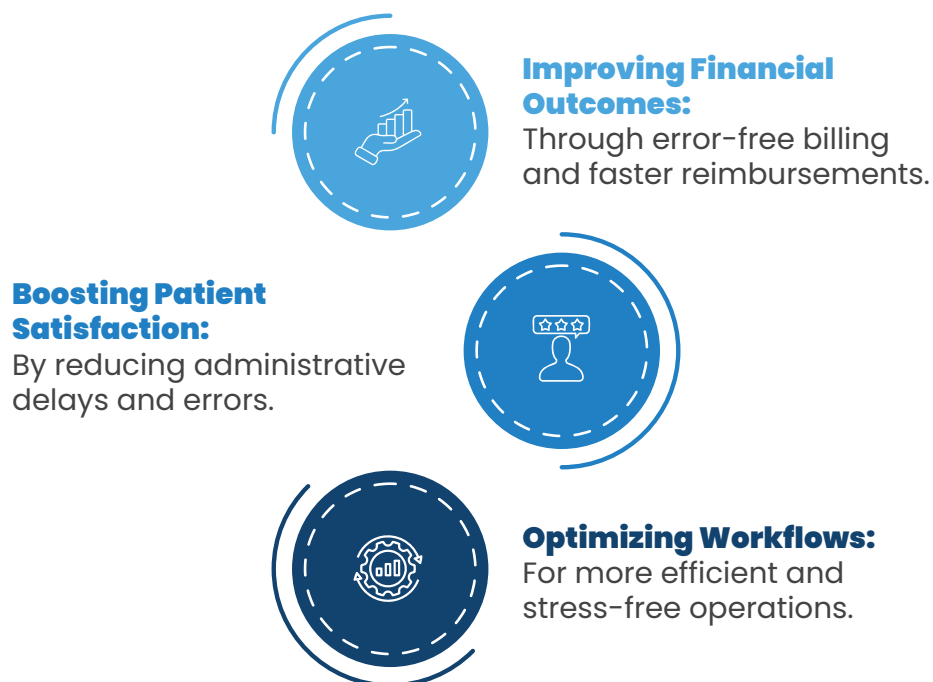 Improving Financial
Outcomes:
Through error-free billing
and faster reimbursements.
Boosting Patient
Satisfaction:
By reducing administrative
delays and errors.
Optimizing Workflows:
For more efficient and
stress-free operations.